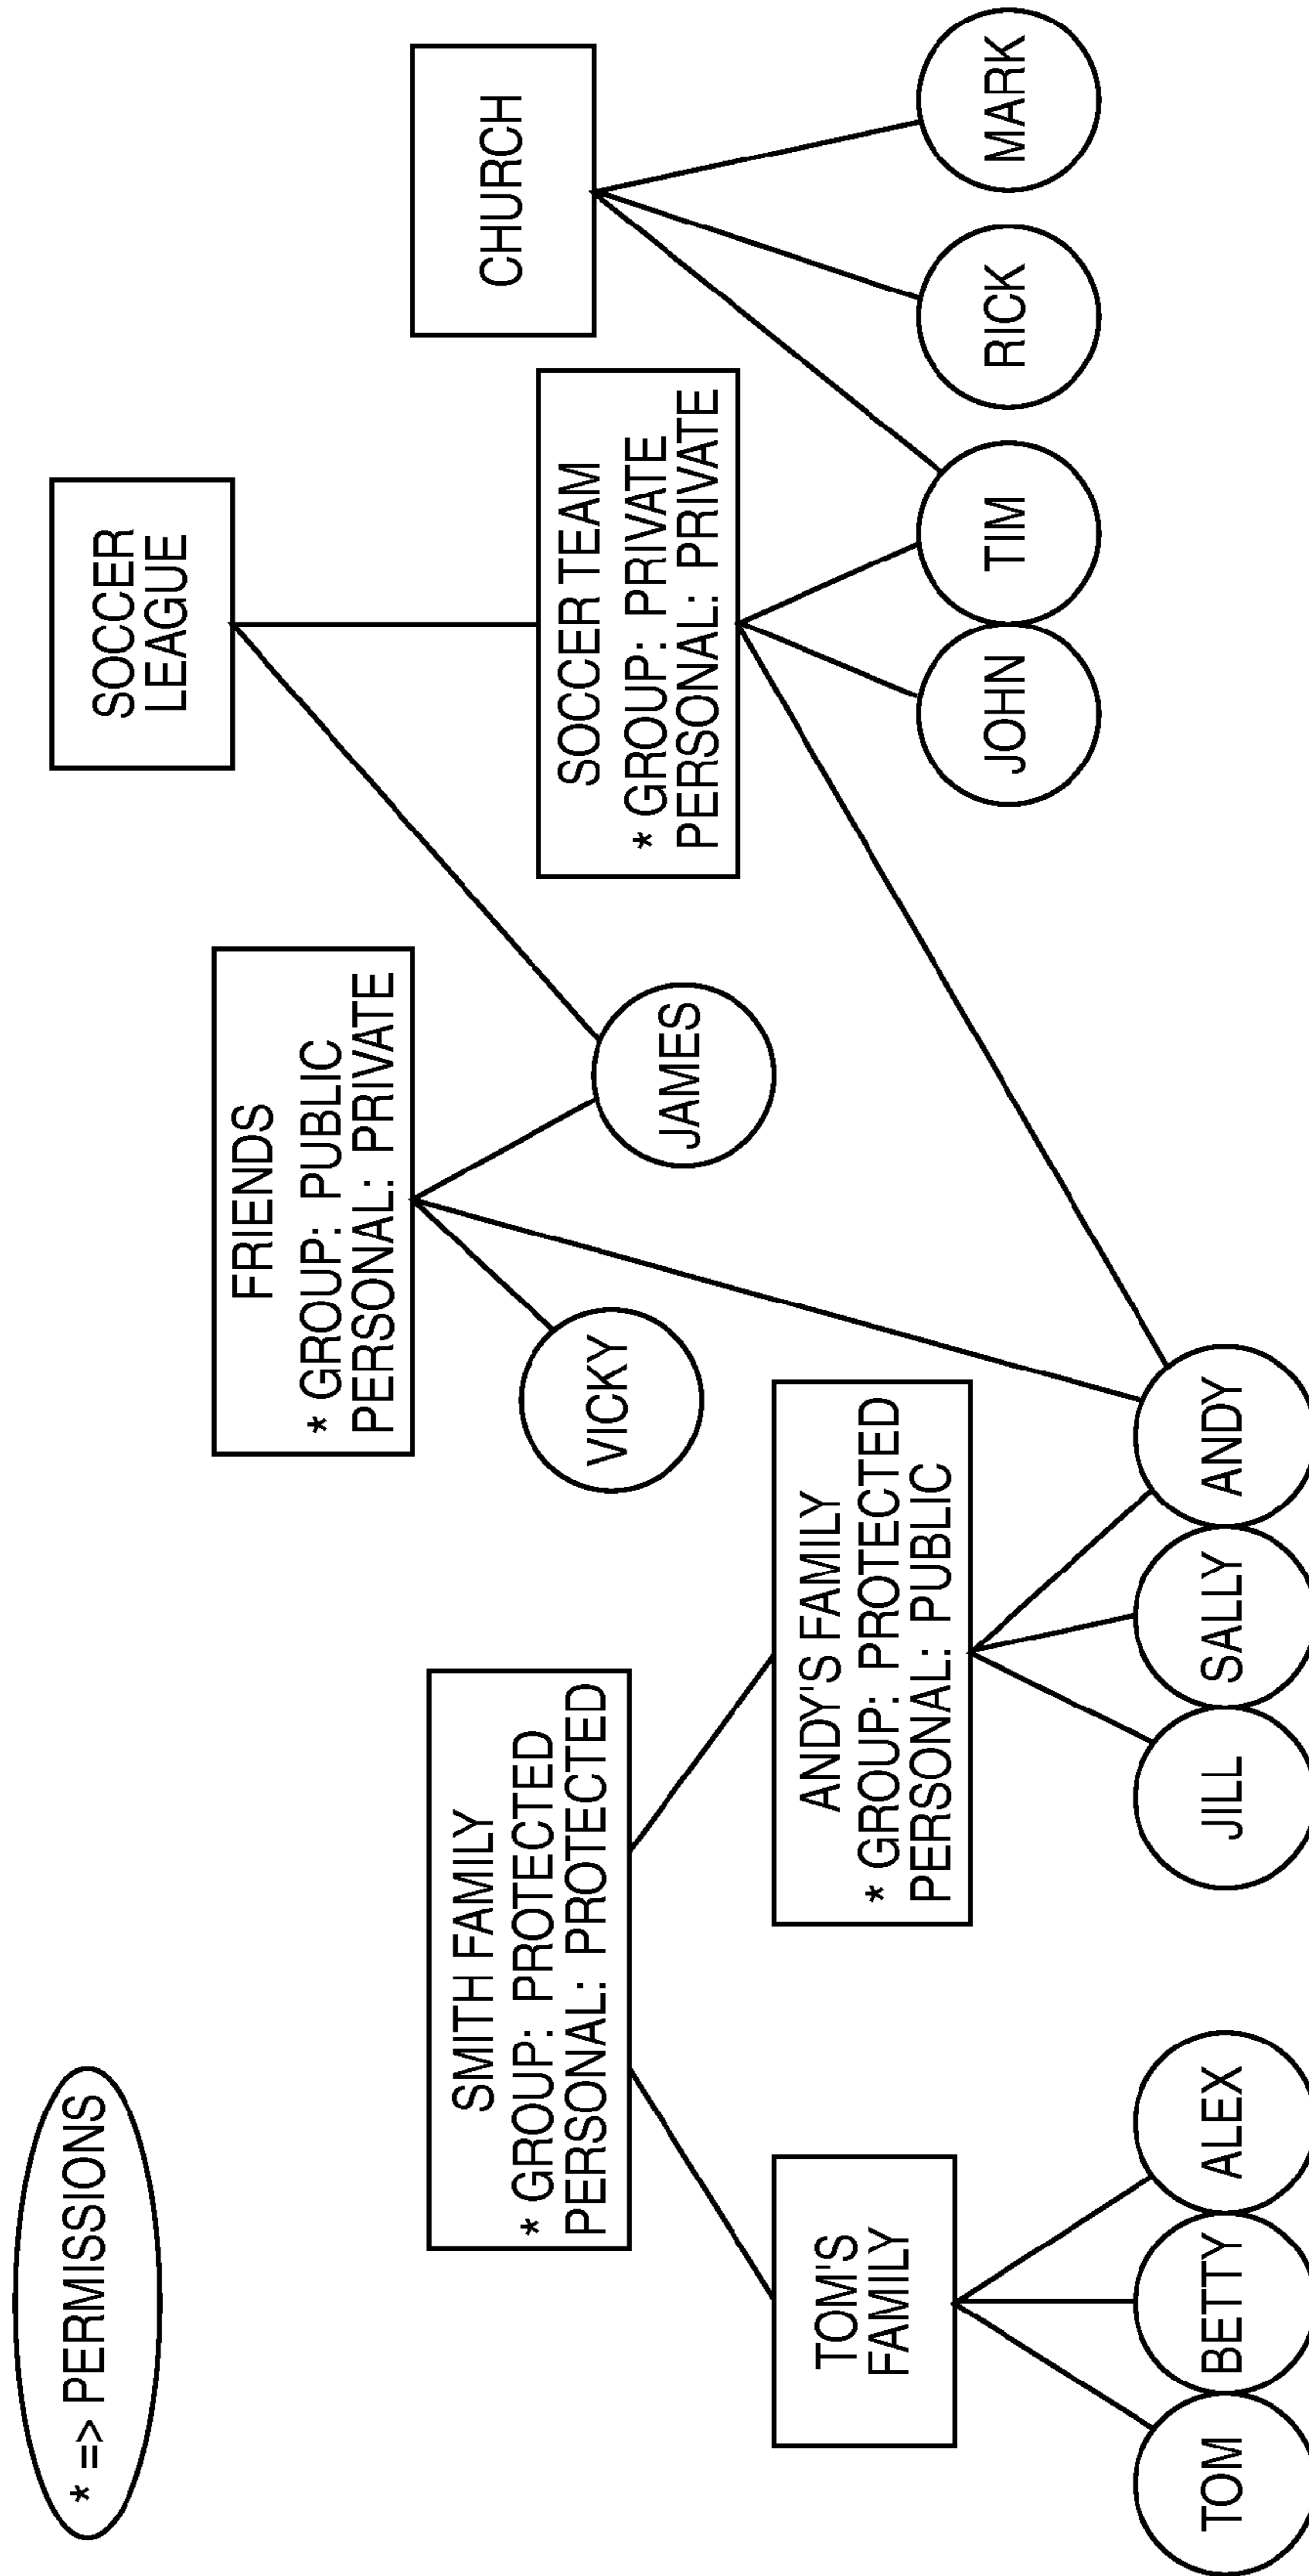 * => PERMISSIONS
SOCCER
LEAGUE
FRIENDS
* GROUP: PUBLIC
PERSONAL: PRIVATE
CHURCH
SMITH FAMILY
* GROUP: PROTECTED
PERSONAL: PROTECTED
SOCCER TEAM
* GROUP: PRIVATE
PERSONAL: PRIVATE
VICKY
JAMES
TOM'S
FAMILY
ANDY'S FAMILY
* GROUP: PROTECTED
PERSONAL: PUBLIC
JOHN
TIM
RICK
MARK
TOM
BETTY
ALEX
JILL
SALLY
ANDY